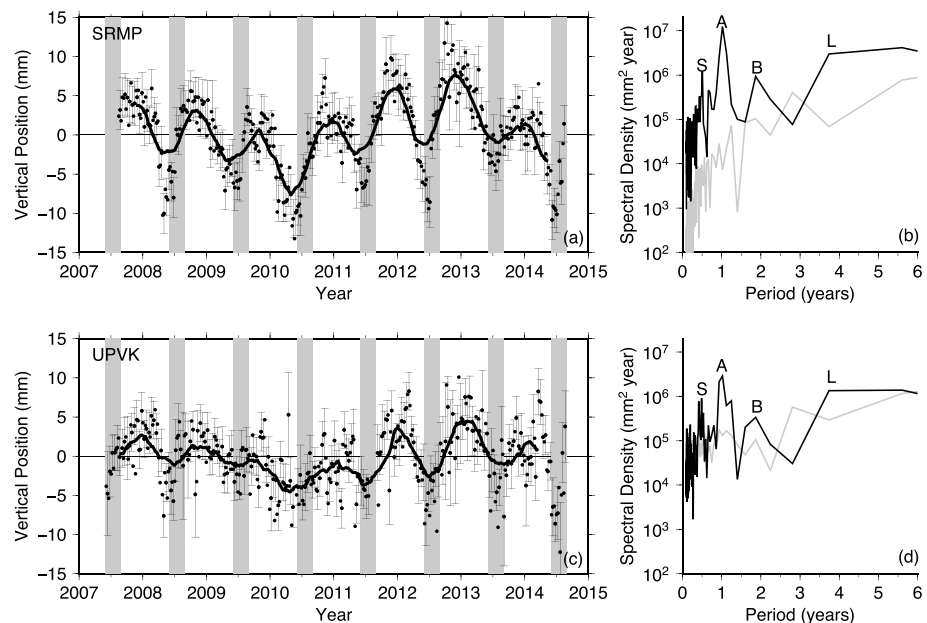 SRMP
15
10
5
0
−5
−10
−15
Vertical Position (mm)
2007 2008 2009 2010 2011 2012 2013 2014 2015
Year
(a)
10⁷
10⁶
10⁵
10⁴
10³
10²
Spectral Density (mm² year)
S
A
B
L
0 1 2 3 4 5 6
Period (years)
(b)
UPVK
15
10
5
0
−5
−10
−15
Vertical Position (mm)
2007 2008 2009 2010 2011 2012 2013 2014 2015
Year
(c)
10⁷
10⁶
10⁵
10⁴
10³
10²
Spectral Density (mm² year)
S
A
B
L
0 1 2 3 4 5 6
Period (years)
(d)